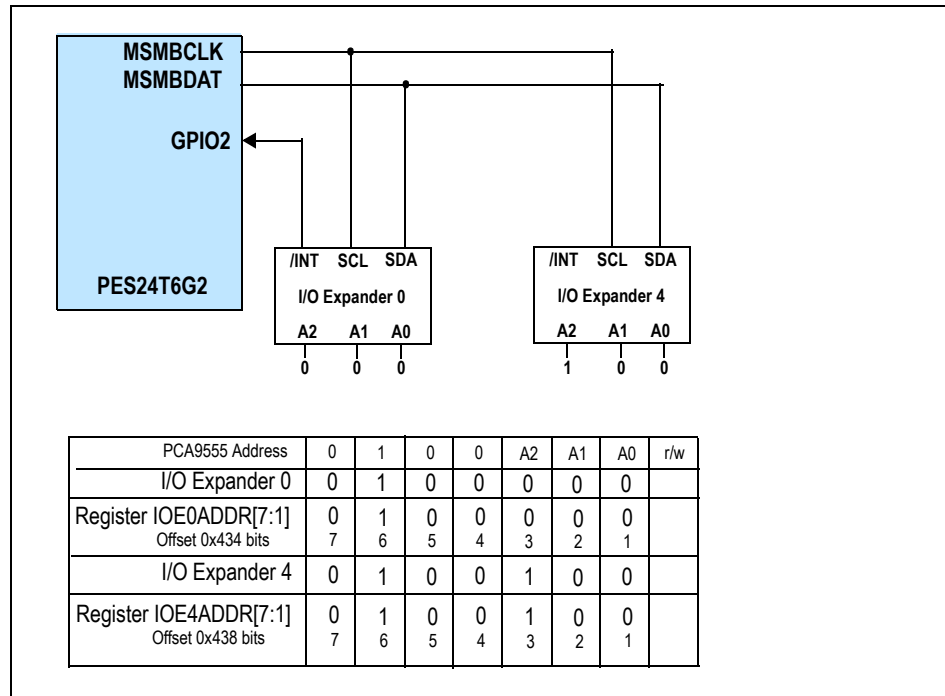 MSMBCLK
MSMBDAT
GPIO2
PES24T6G2
/INT SCL SDA
I/O Expander 0
A2 A1 A0
0 0 0
/INT SCL SDA
I/O Expander 4
A2 A1 A0
1 0 0
PCA9555 Address 0 1 0 0 A2 A1 A0 r/w
I/O Expander 0 0 1 0 0 0 0 0
Register IOE0ADDR[7:1] 0 1 0 0 0 0 0
Offset 0x434 bits 7 6 5 4 3 2 1
I/O Expander 4 0 1 0 0 1 0 0
Register IOE4ADDR[7:1] 0 1 0 0 1 0 0
Offset 0x438 bits 7 6 5 4 3 2 1